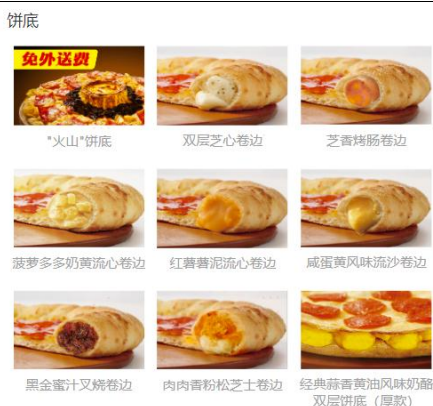 饼底
免外送费
"火山"饼底
双层芝心卷边
芝香烤肠卷边
菠萝多多奶黄流心卷边
红薯薯泥流心卷边
咸蛋黄风味流沙卷边
黑金蜜汁叉烧卷边
肉肉香粉松芝士卷边
经典蒜香黄油风味奶酪
双层饼底（厚款）